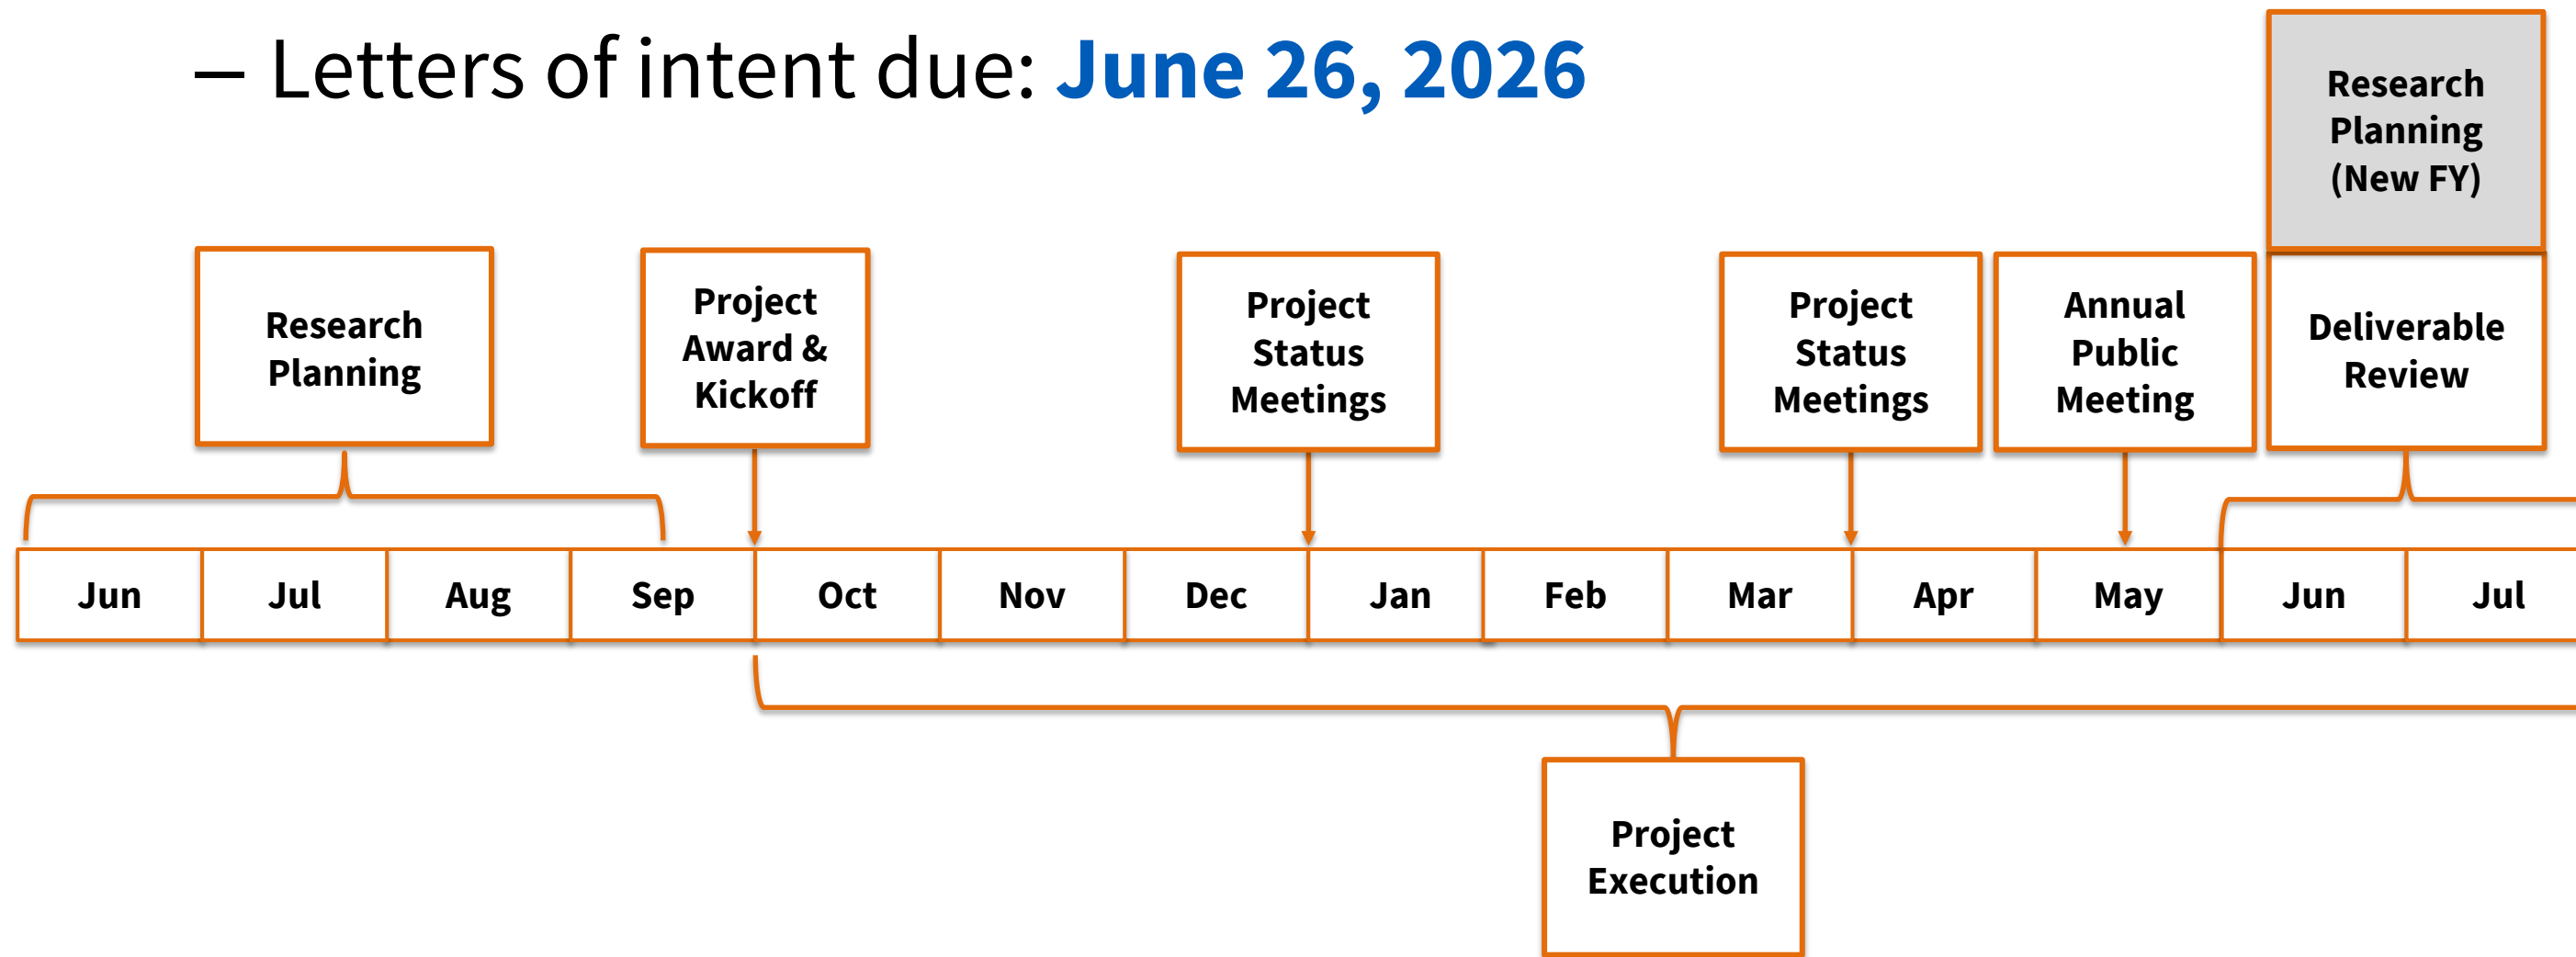 – Letters of intent due: June 26, 2026
Research
Planning
(New FY)
Research
Planning
Project
Award &
Kickoff
Project
Status
Meetings
Project
Status
Meetings
Annual
Public
Meeting
Deliverable
Review
Jun Jul Aug Sep Oct Nov Dec Jan Feb Mar Apr May Jun Jul
Project
Execution